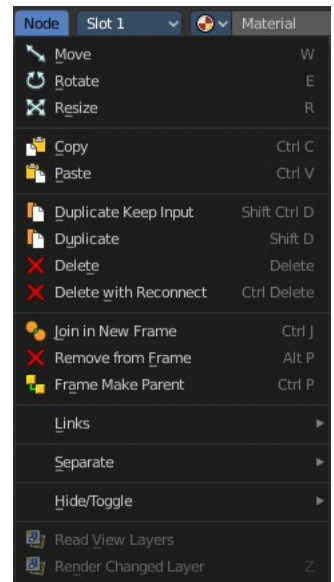 Node Slot 1 Material
Move W
Rotate E
Resize R
Copy Ctrl C
Paste Ctrl V
Duplicate Keep Input Shift Ctrl D
Duplicate Shift D
Delete Delete
Delete with Reconnect Ctrl Delete
Join in New Frame Ctrl J
Remove from Frame Alt P
Frame Make Parent Ctrl P
Links
Separate
Hide/Toggle
Read View Layers
Render Changed Layer Z